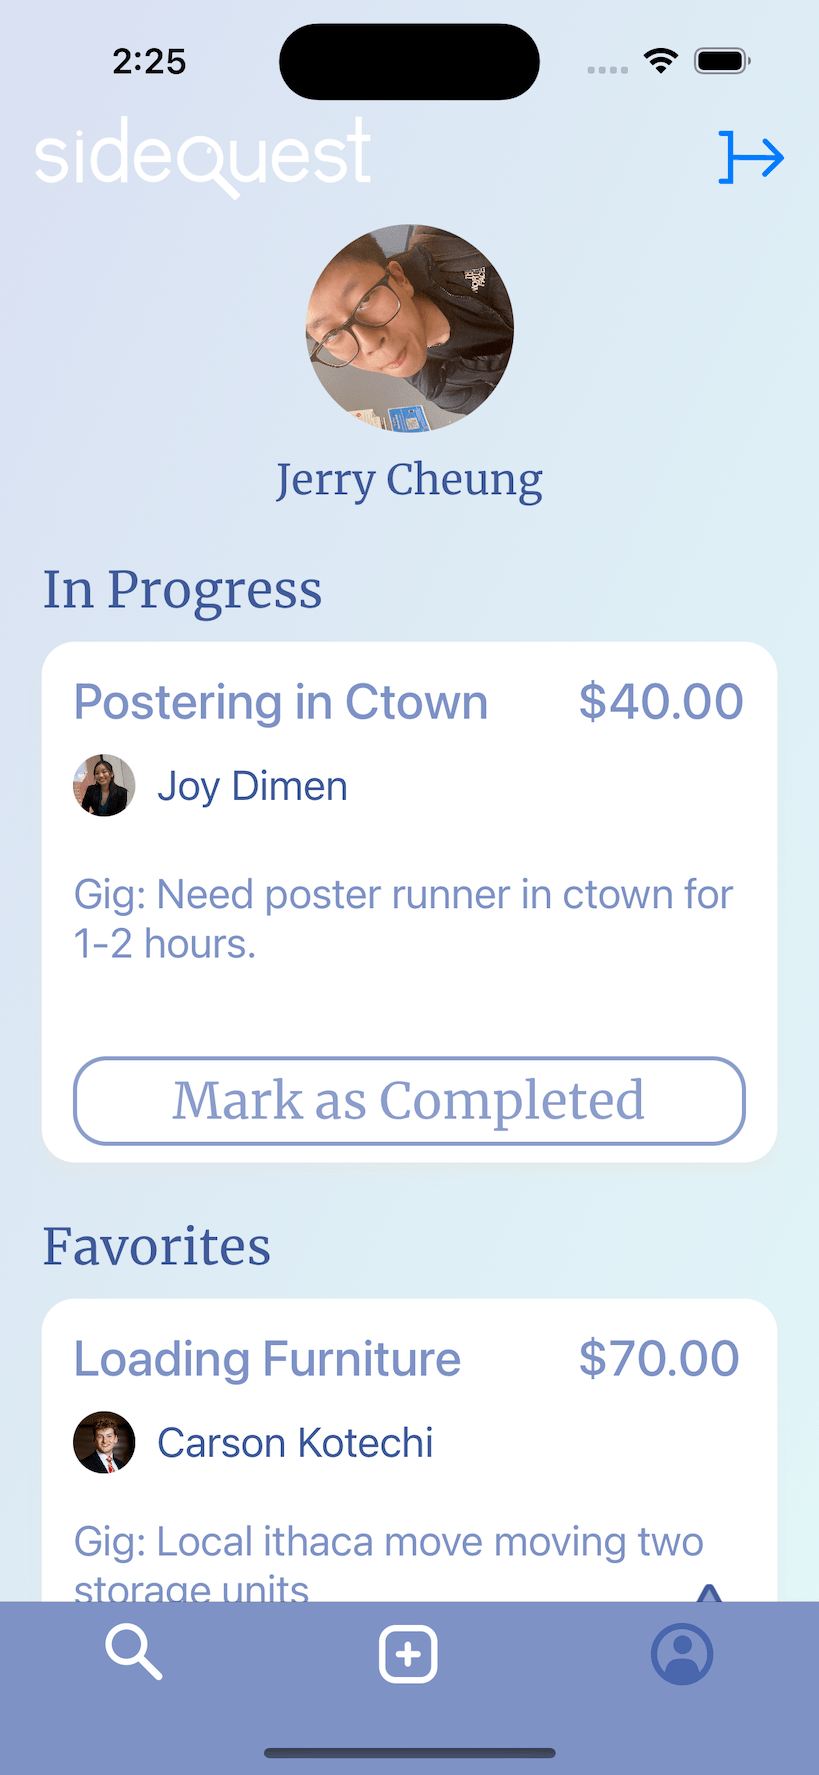 2:25
sidequest
Jerry Cheung
In Progress
Postering in Ctown $40.00
Joy Dimen
Gig: Need poster runner in ctown for
1-2 hours.
Mark as Completed
Favorites
Loading Furniture $70.00
Carson Kotechi
Gig: Local ithaca move moving two
storage units